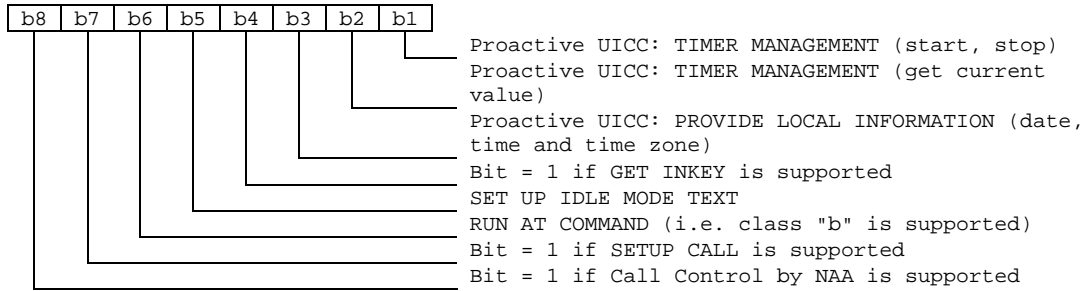 b8 b7 b6 b5 b4 b3 b2 b1
Proactive UICC: TIMER MANAGEMENT (start, stop)
Proactive UICC: TIMER MANAGEMENT (get current
value)
Proactive UICC: PROVIDE LOCAL INFORMATION (date,
time and time zone)
Bit = 1 if GET INKEY is supported
SET UP IDLE MODE TEXT
RUN AT COMMAND (i.e. class "b" is supported)
Bit = 1 if SETUP CALL is supported
Bit = 1 if Call Control by NAA is supported